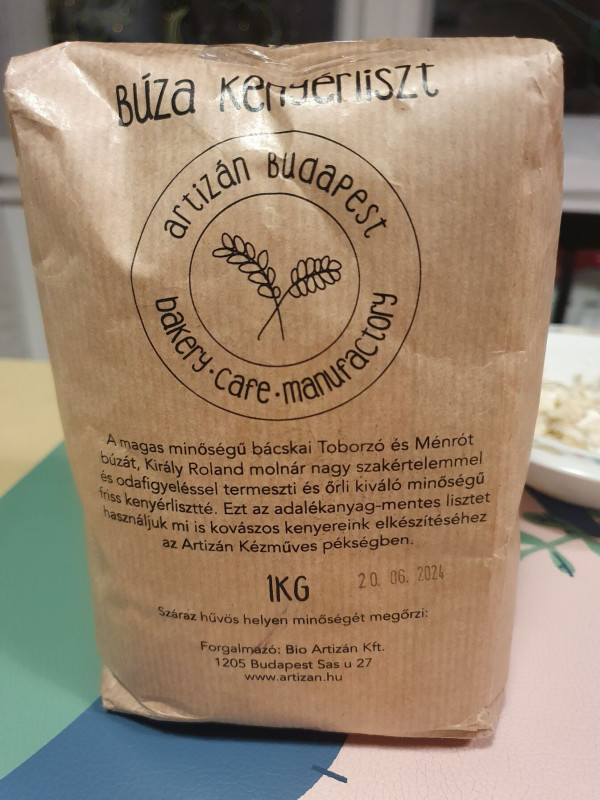 Búza Kenyérliszt
artizán Budapest
bakery · cafe · manufactory
A magas minőségű bácskai Toborzó és Ménrót
búzát, Király Roland molnár nagy szakértelemmel
és odafigyeléssel termeszti és őrli kiváló minőségű
friss kenyérlisztté. Ezt az adalékanyag-mentes lisztet
használjuk mi is kovászos kenyereink elkészítéséhez
az Artizán Kézműves pékségben.
1KG
20. 06. 2024
Száraz hűvös helyen minőségét megőrzi:
Forgalmazó: Bio Artizán Kft.
1205 Budapest Sas u 27
www.artizan.hu